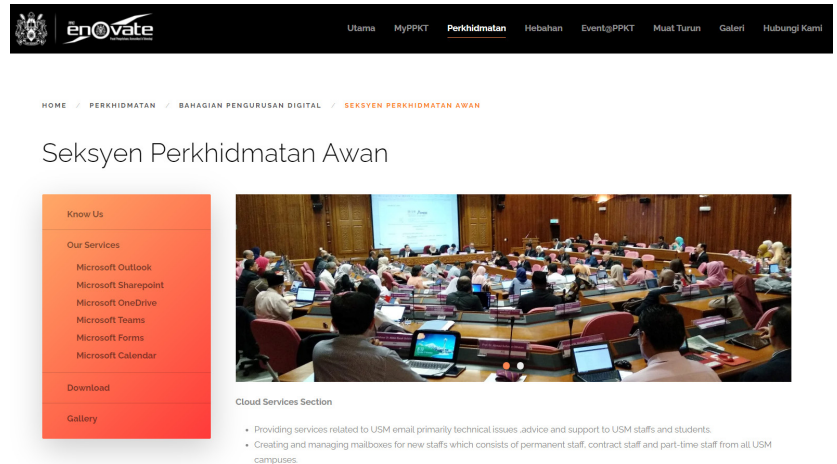 enovate
Utama MyPPKT Perkhidmatan Hebahan Event@PPKT Muat Turun Galeri Hubungi Kami
HOME / PERKHIDMATAN / BAHAGIAN PENGURUSAN DIGITAL / SEKSYEN PERKHIDMATAN AWAN
Seksyen Perkhidmatan Awan
Know Us
Our Services
Microsoft Outlook
Microsoft Sharepoint
Microsoft OneDrive
Microsoft Teams
Microsoft Forms
Microsoft Calendar
Download
Gallery
Cloud Services Section
• Providing services related to USM email primarily technical issues ,advice and support to USM staffs and students.
• Creating and managing mailboxes for new staffs which consists of permanent staff, contract staff and part-time staff from all USM
campuses.